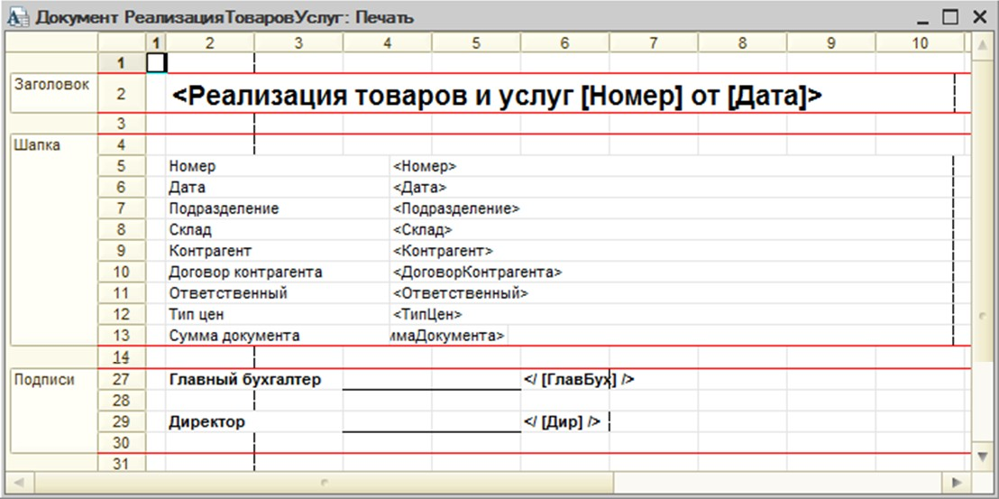 Документ РеализацияТоваровУслуг: Печать
1 2 3 4 5 6 7 8 9 10
1
Заголовок 2 <Реализация товаров и услуг [Номер] от [Дата]>
3
Шапка 4
5 Номер <Номер>
6 Дата <Дата>
7 Подразделение <Подразделение>
8 Склад <Склад>
9 Контрагент <Контрагент>
10 Договор контрагента <ДоговорКонтрагента>
11 Ответственный <Ответственный>
12 Тип цен <ТипЦен>
13 Сумма документа ммаДокумента>
14
Подписи 27 Главный бухгалтер </ [ГлавБух] />
28
29 Директор </ [Дир] />
30
31